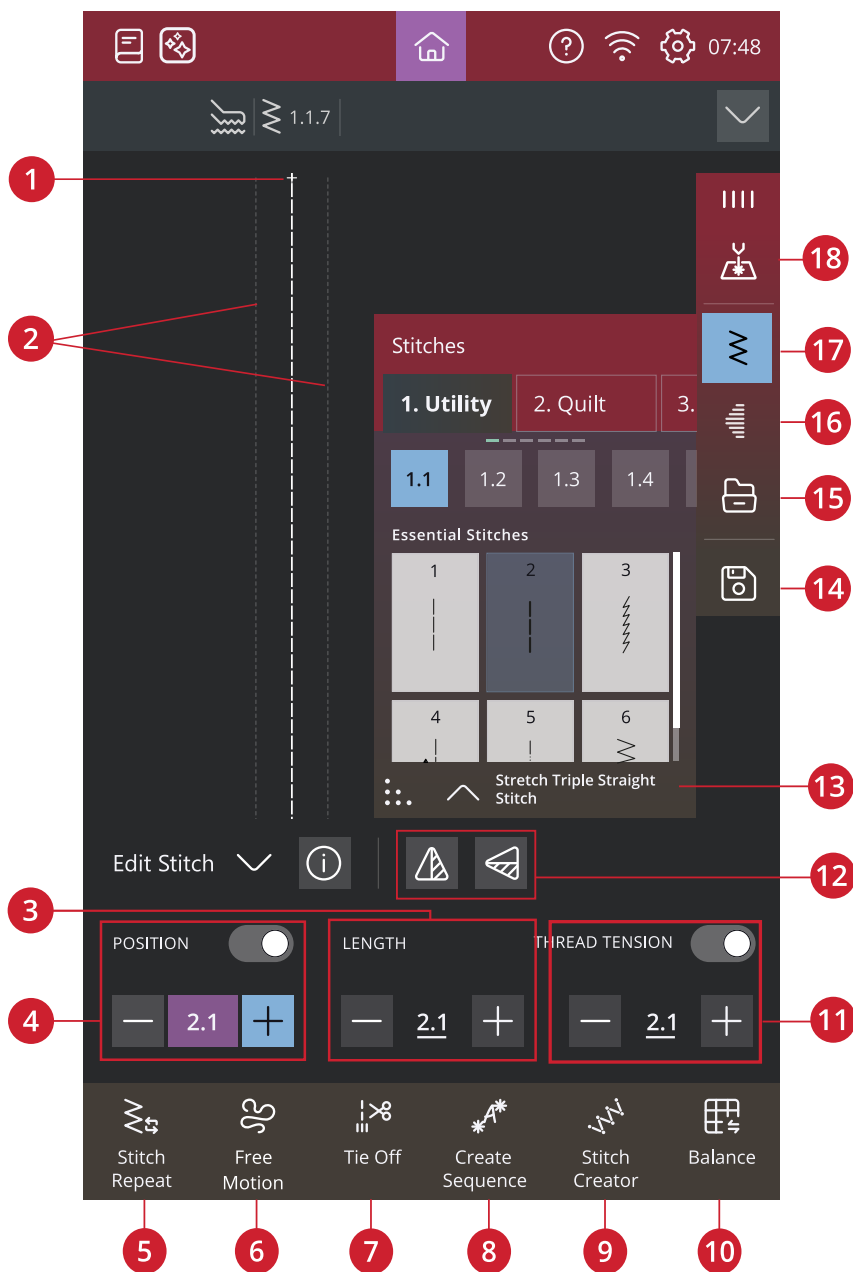 07:48
1.1.7
1
18
2
Stitches
17
1. Utility
2. Quilt
3.
16
1.1
1.2
1.3
1.4
15
Essential Stitches
1
2
3
14
4
5
6
Stretch Triple Straight
Stitch
13
Edit Stitch
12
3
POSITION
LENGTH
THREAD TENSION
4
2.1
2.1
2.1
11
Stitch
Repeat
Free
Motion
Tie Off
Create
Sequence
Stitch
Creator
Balance
5
6
7
8
9
10